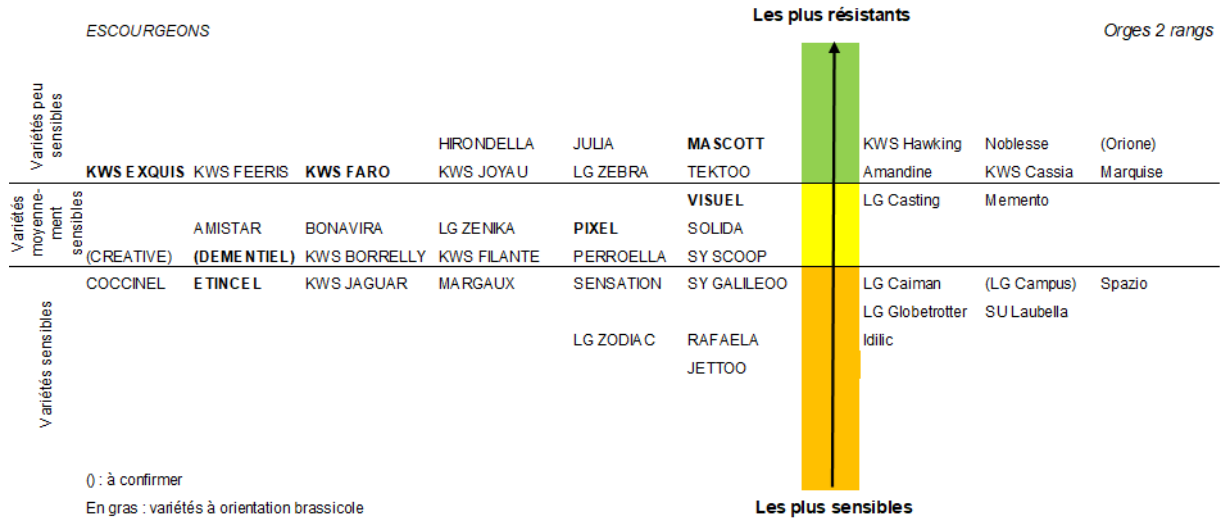 Les plus résistants
ESCOURGEONS
Orges 2 rangs
Variétés peu
sensibles
HIRONDELLA JULIA MASCOTT KWS Hawking Noblesse (Orione)
KWS EXQUIS KWS FEERIS KWS FARO KWS JOYAU LG ZEBRA TEKTOO Amandine KWS Cassia Marquise
Variétés
moyenne-
ment
sensibles
VISUEL LG Casting Memento
AMISTAR BONAVIRA LG ZENIKA PIXEL SOLIDA
(CREATIVE) (DEMENTIEL) KWS BORRELLY KWS FILANTE PERROELLA SY SCOOP
Variétés sensibles
COCCINEL ETINCEL KWS JAGUAR MARGAUX SENSATION SY GALILEOO LG Caiman (LG Campus) Spazio
LG Globetrotter SU Laubella
LG ZODIAC RAFAELA Idilic
JETTOO
() : à confirmer
En gras : variétés à orientation brassicole
Les plus sensibles